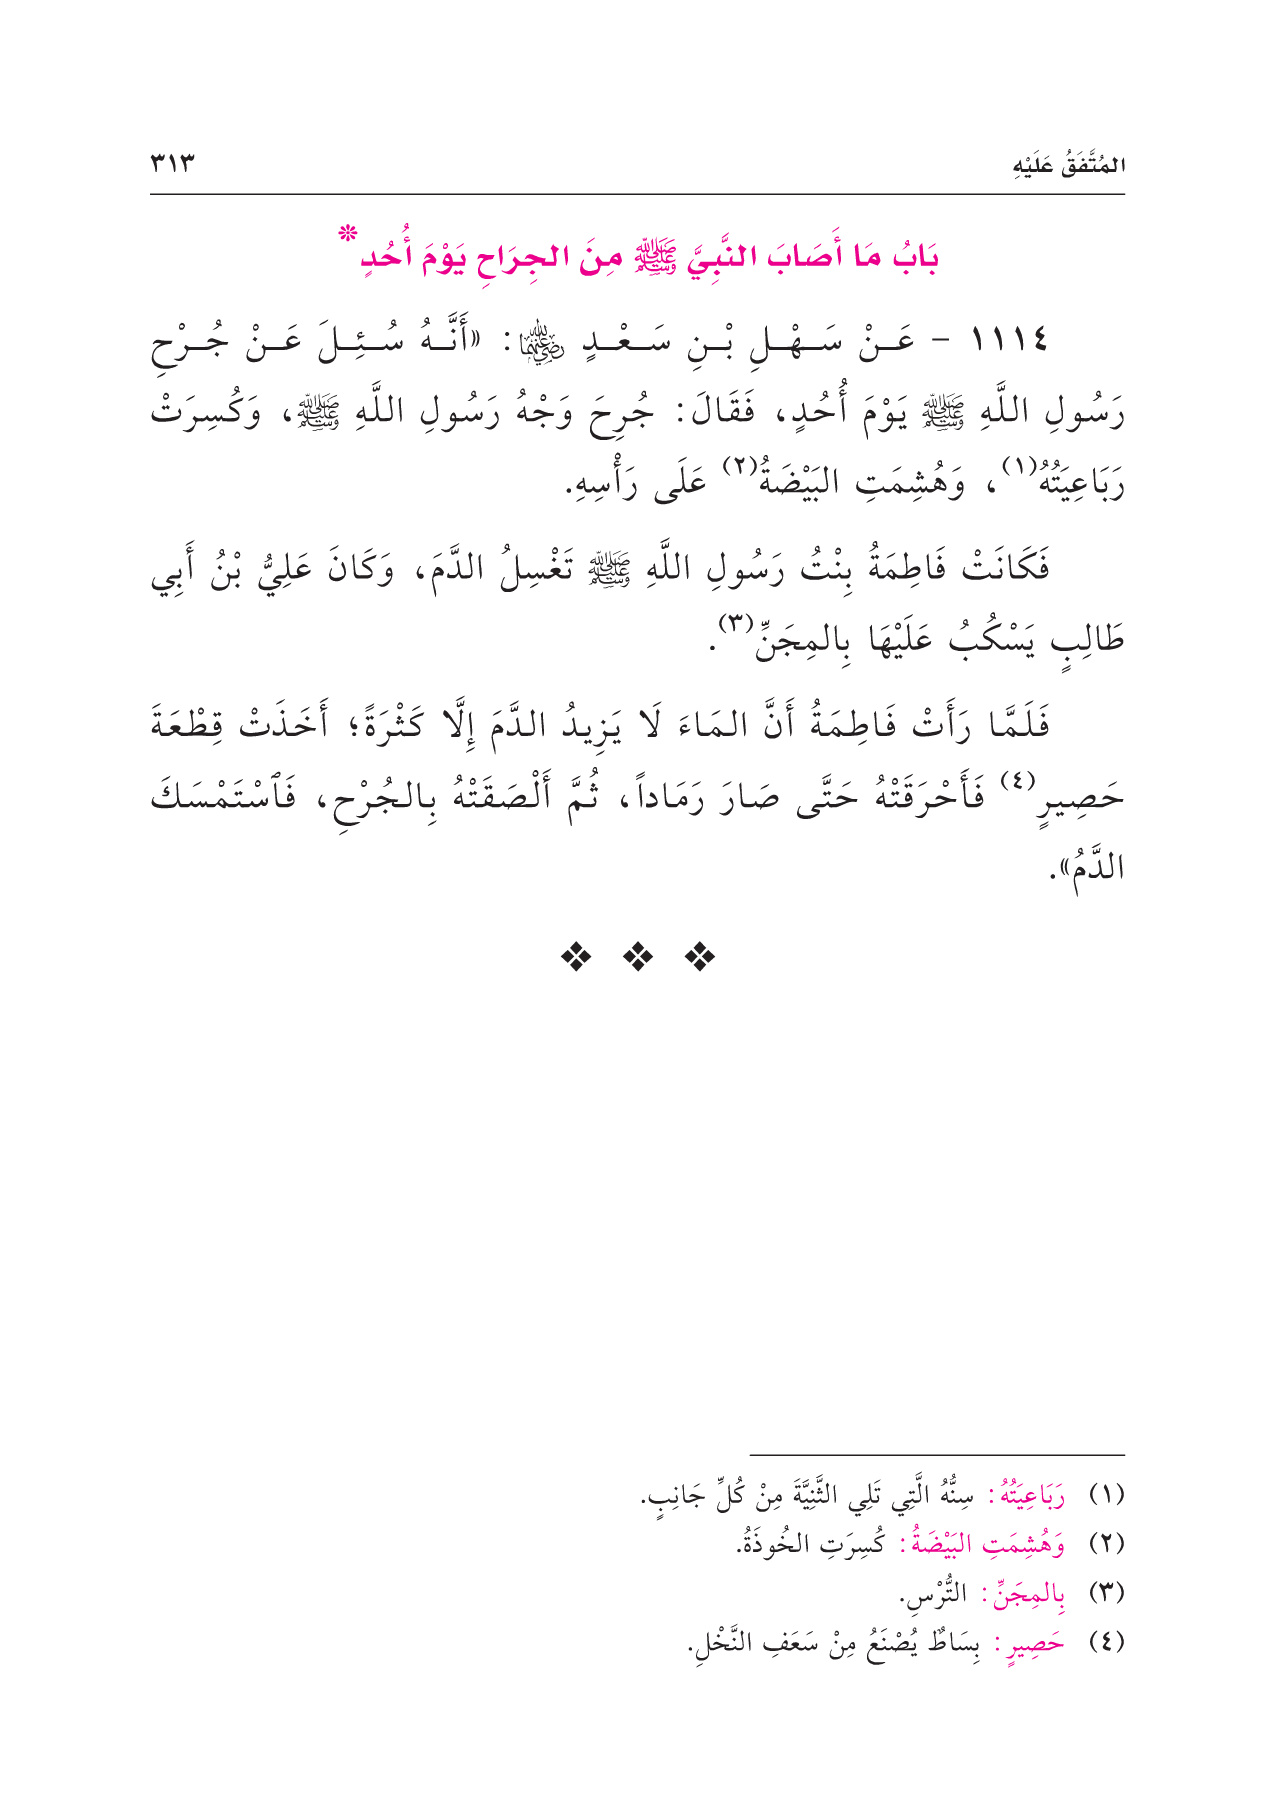 المُتَّفَقُ عَلَيْهِ ٣١٣
بَابُ مَا أَصَابَ النَّبِيَّ ﷺ مِنَ الجِرَاحِ يَوْمَ أُحُدٍ*
١١١٤ - عَنْ سَهْلِ بْنِ سَعْدٍ رضي الله عنهما: «أَنَّهُ سُئِلَ عَنْ جُرْحِ
رَسُولِ اللَّهِ ﷺ يَوْمَ أُحُدٍ، فَقَالَ: جُرِحَ وَجْهُ رَسُولِ اللَّهِ ﷺ، وَكُسِرَتْ
رَبَاعِيَتُهُ(١)، وَهُشِمَتِ البَيْضَةُ(٢) عَلَى رَأْسِهِ.
فَكَانَتْ فَاطِمَةُ بِنْتُ رَسُولِ اللَّهِ ﷺ تَغْسِلُ الدَّمَ، وَكَانَ عَلِيُّ بْنُ أَبِي
طَالِبٍ يَسْكُبُ عَلَيْهَا بِالمِجَنِّ(٣).
فَلَمَّا رَأَتْ فَاطِمَةُ أَنَّ المَاءَ لَا يَزِيدُ الدَّمَ إِلَّا كَثْرَةً؛ أَخَذَتْ قِطْعَةَ
حَصِيرٍ(٤) فَأَحْرَقَتْهُ حَتَّى صَارَ رَمَاداً، ثُمَّ أَلْصَقَتْهُ بِالجُرْحِ، فَٱسْتَمْسَكَ
الدَّمُ».
(١) رَبَاعِيَتُهُ: سِنُّهُ الَّتِي تَلِي الثَّنِيَّةَ مِنْ كُلِّ جَانِبٍ.
(٢) وَهُشِمَتِ البَيْضَةُ: كُسِرَتِ الخُوذَةُ.
(٣) بِالمِجَنِّ: التُّرْسِ.
(٤) حَصِيرٍ: بِسَاطٌ يُصْنَعُ مِنْ سَعَفِ النَّخْلِ.